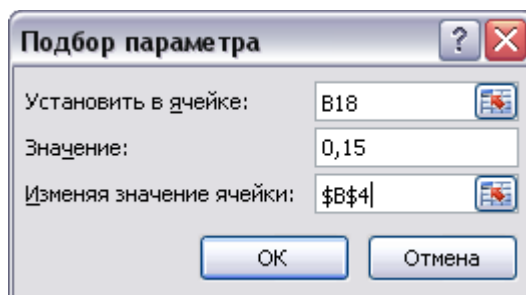 Подбор параметра
Установить в ячейке: B18
Значение: 0,15
Изменяя значение ячейки: $B$4
ОК Отмена